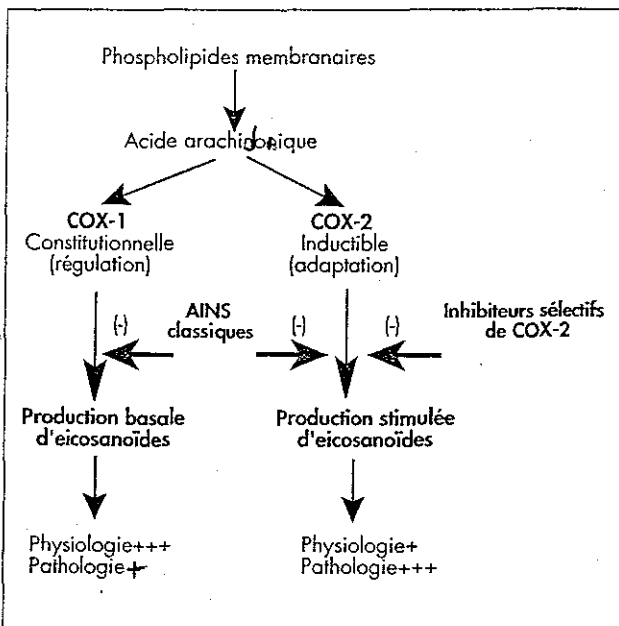 Phospholipides membranaires
Acide arachidonique
COX-1
Constitutionnelle
(régulation)
COX-2
Inductible
(adaptation)
(-)
AINS
classiques
(-)
(-)
Inhibiteurs sélectifs
de COX-2
Production basale
d'eicosanoïdes
Production stimulée
d'eicosanoïdes
Physiologie+++
Pathologie+
Physiologie+
Pathologie+++